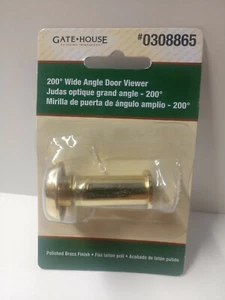 GATE•HOUSE
#0308865
200° Wide Angle Door Viewer
Judas optique grand angle - 200°
Mirilla de puerta de ángulo amplio - 200°
Polished Brass Finish • Fini laiton poli • Acabado de latón pulido